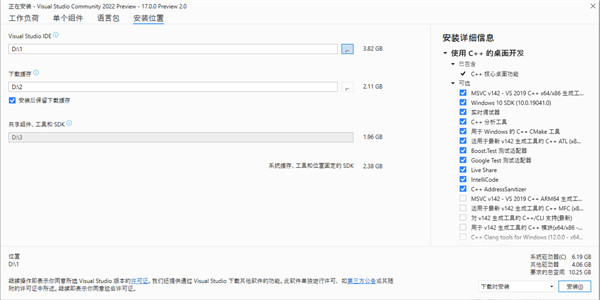 正在安装 - Visual Studio Community 2022 Preview - 17.0.0 Preview 2.0
工作负荷 单个组件 语言包 安装位置
Visual Studio IDE
D:\1
3.82 GB
下载缓存
D:\2
2.11 GB
安装后保留下载缓存
共享组件、工具和 SDK
D:\3
1.96 GB
系统缓存、工具和位置固定的 SDK 2.38 GB
安装详细信息
使用 C++ 的桌面开发
已包含
C++ 核心桌面功能
可选
MSVC v142 - VS 2019 C++ x64/x86 生成工...
Windows 10 SDK (10.0.19041.0)
实时调试器
C++ 分析工具
用于 Windows 的 C++ CMake 工具
适用于最新 v142 生成工具的 C++ ATL (x8...
Boost.Test 测试适配器
Google Test 测试适配器
Live Share
IntelliCode
C++ AddressSanitizer
MSVC v142 - VS 2019 C++ ARM64 生成工...
适用于最新 v142 生成工具的 C++ MFC (x8...
对 v142 生成工具的 C++/CLI 支持(最新)
用于 v142 生成工具的 C++ 模块(x64/x86 -...
C++ Clang tools for Windows (12.0.0 - x64...
位置
D:\1
继续操作即表示你同意所选 Visual Studio 版本的许可证。我们还提供通过 Visual Studio 下载其他软件的功能。此软件单独进行许可，如第三方公告或其随
附的许可证中所述。继续即表示你同意这些许可证。
系统驱动器(C) 6.19 GB
其他驱动器 4.06 GB
要求的总空间 10.25 GB
下载时安装
安装(I)